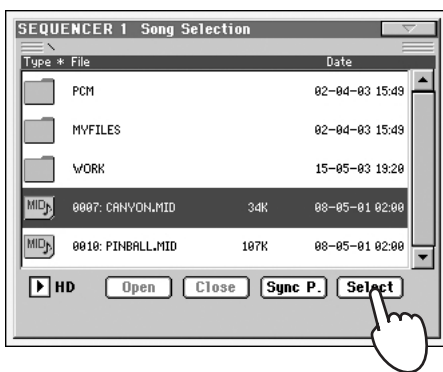 SEQUENCER 1 Song Selection
Type * File Date
PCM 02-04-03 15:49
MYFILES 02-04-03 15:49
WORK 15-05-03 19:20
MID 0007: CANYON.MID 34K 08-05-01 02:00
MID 0010: PINBALL.MID 107K 08-05-01 02:00
HD Open Close Sync P. Select